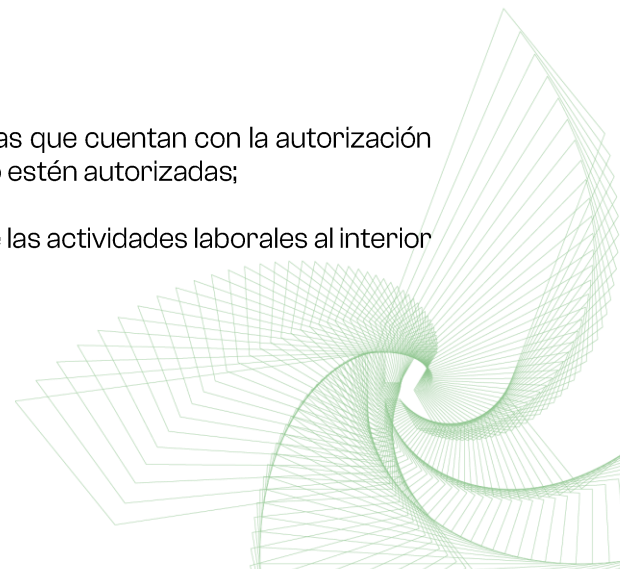 as que cuentan con la autorización
estén autorizadas;
las actividades laborales al interior